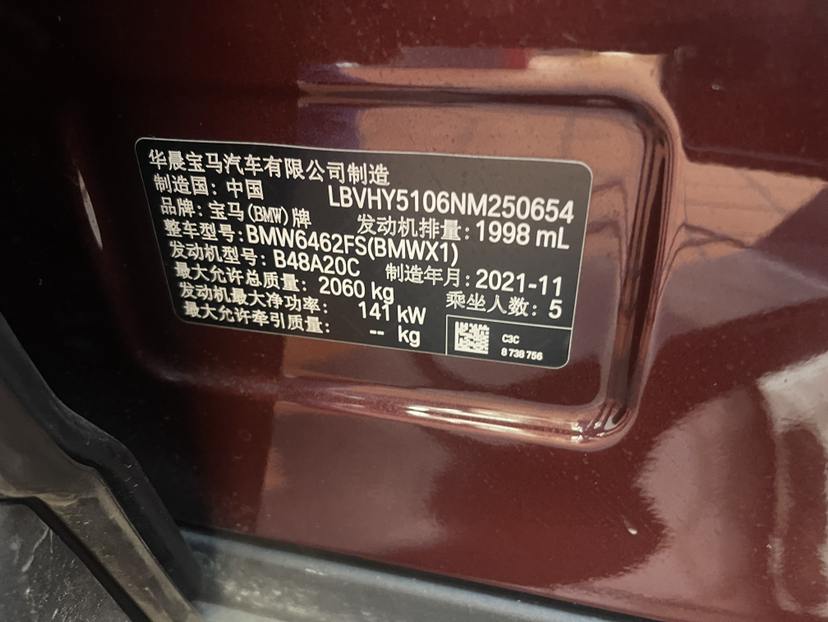 华晨宝马汽车有限公司制造
制造国: 中国 LBVHY5106NM250654
品牌: 宝马(BMW)牌 发动机排量: 1998 mL
整车型号: BMW6462FS(BMWX1)
发动机型号: B48A20C 制造年月: 2021-11
最大允许总质量: 2060 kg 乘坐人数: 5
发动机最大净功率: 141 kW
最大允许牵引质量: -- kg
C3C
8 738 756